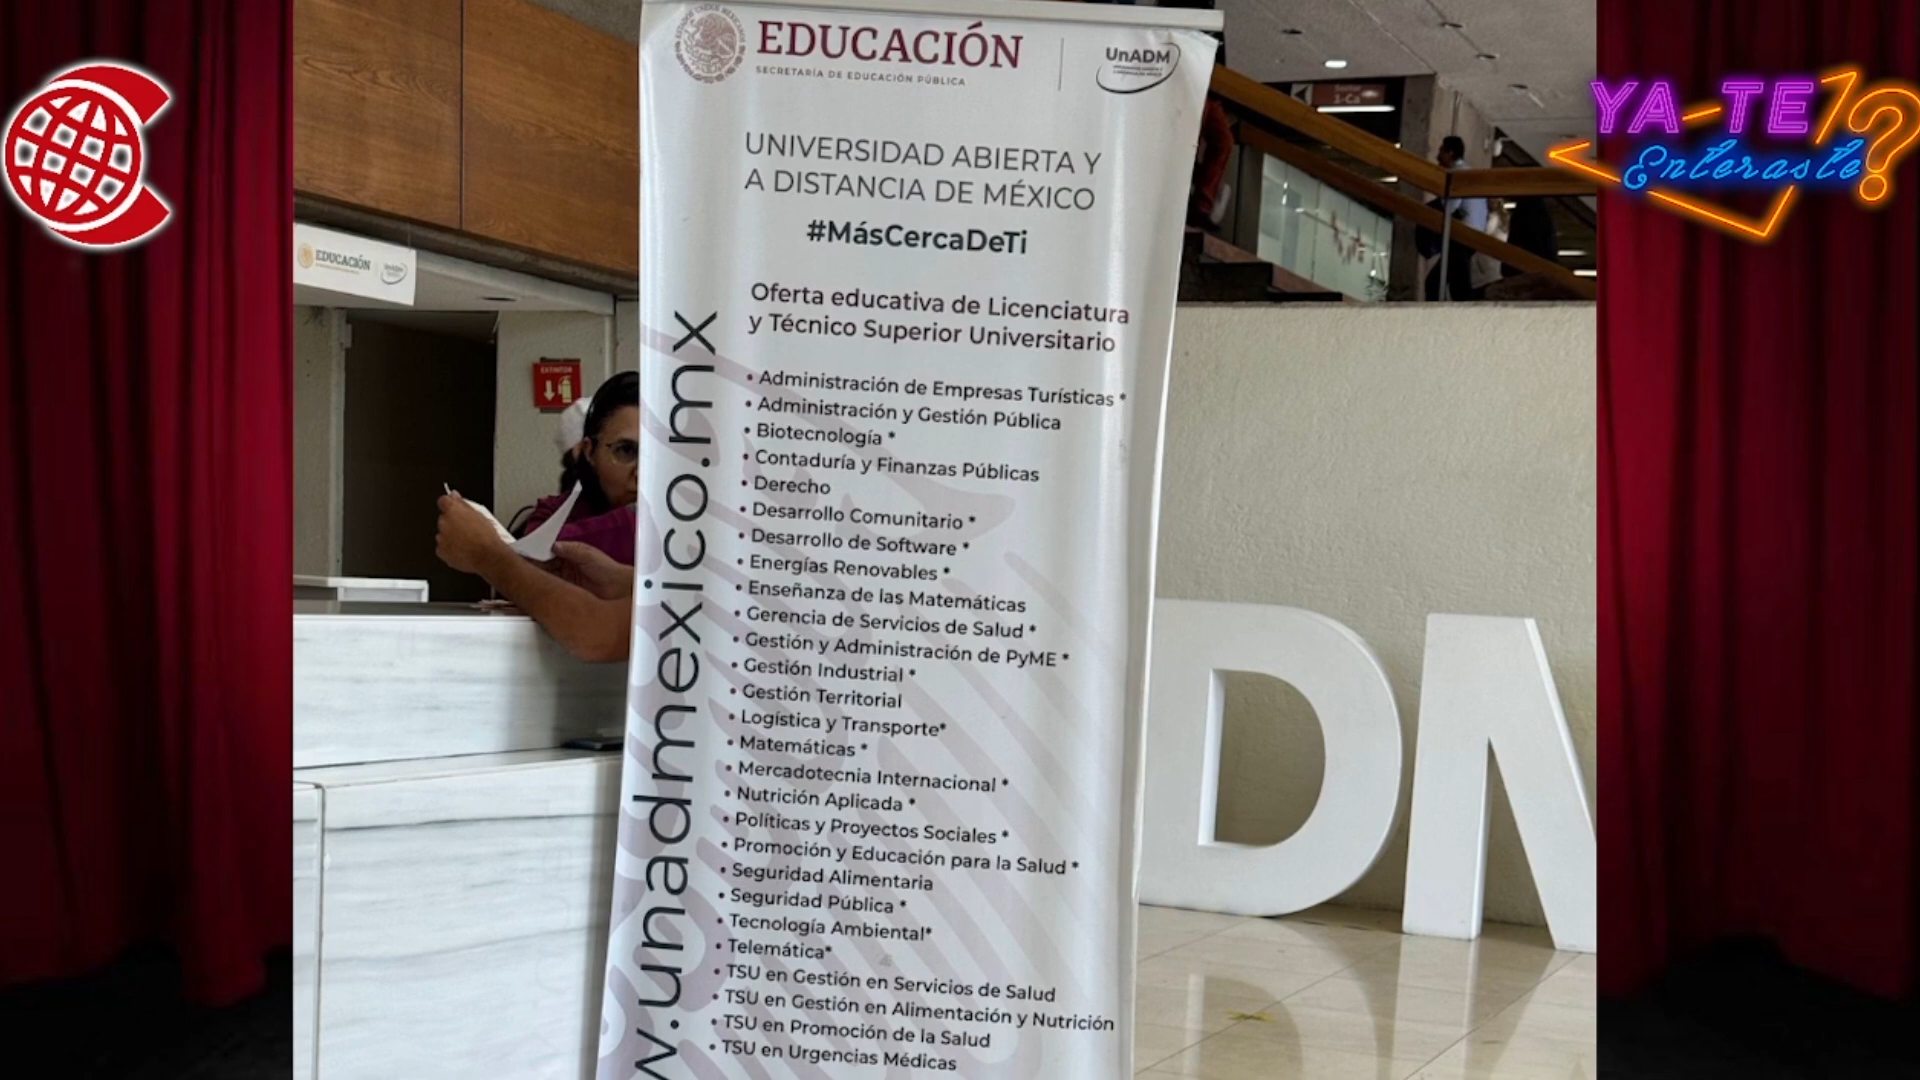 EDUCACIÓN
SECRETARÍA DE EDUCACIÓN PÚBLICA
UnADM
UNIVERSIDAD ABIERTA Y
A DISTANCIA DE MÉXICO
#MásCercaDeTi
Oferta educativa de Licenciatura
y Técnico Superior Universitario
• Administración de Empresas Turísticas *
• Administración y Gestión Pública
• Biotecnología *
• Contaduría y Finanzas Públicas
• Derecho
• Desarrollo Comunitario *
• Desarrollo de Software *
• Energías Renovables *
• Enseñanza de las Matemáticas
• Gerencia de Servicios de Salud *
• Gestión y Administración de PyME *
• Gestión Industrial *
• Gestión Territorial
• Logística y Transporte*
• Matemáticas *
• Mercadotecnia Internacional *
• Nutrición Aplicada *
• Políticas y Proyectos Sociales *
• Promoción y Educación para la Salud *
• Seguridad Alimentaria
• Seguridad Pública *
• Tecnología Ambiental*
• Telemática*
• TSU en Gestión en Servicios de Salud
• TSU en Gestión en Alimentación y Nutrición
• TSU en Promoción de la Salud
• TSU en Urgencias Médicas
w.unadmexico.mx
EDUCACIÓN
UnADM
EXTINTOR
DM
YA TE
Enteraste?